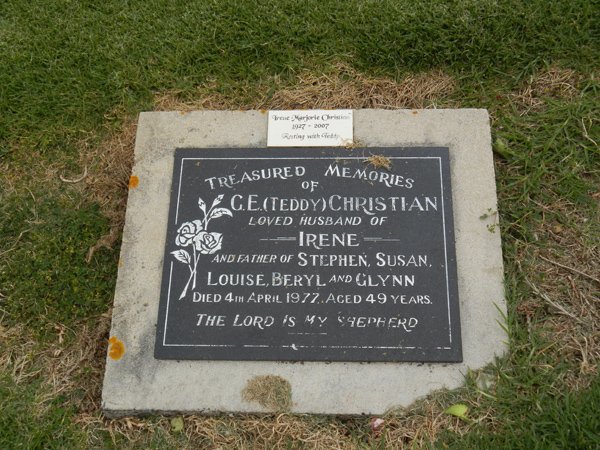 Irene Marjorie Christian
1927 - 2007
Resting with Teddy
TREASURED MEMORIES
OF
C.E. (TEDDY) CHRISTIAN
LOVED HUSBAND OF
IRENE
AND FATHER OF STEPHEN, SUSAN,
LOUISE, BERYL AND GLYNN
DIED 4TH APRIL 1977. AGED 49 YEARS.
THE LORD IS MY SHEPHERD